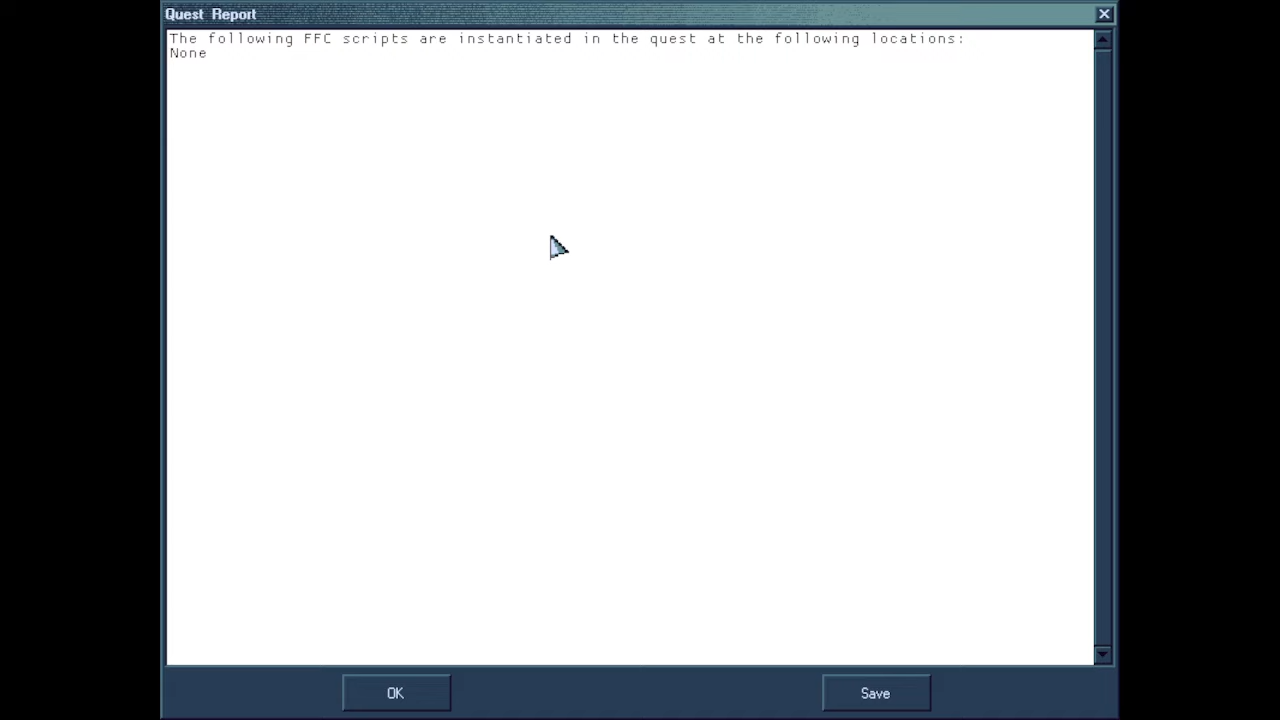 Quest Report
The following FFC scripts are instantiated in the quest at the following locations:
None
OK
Save